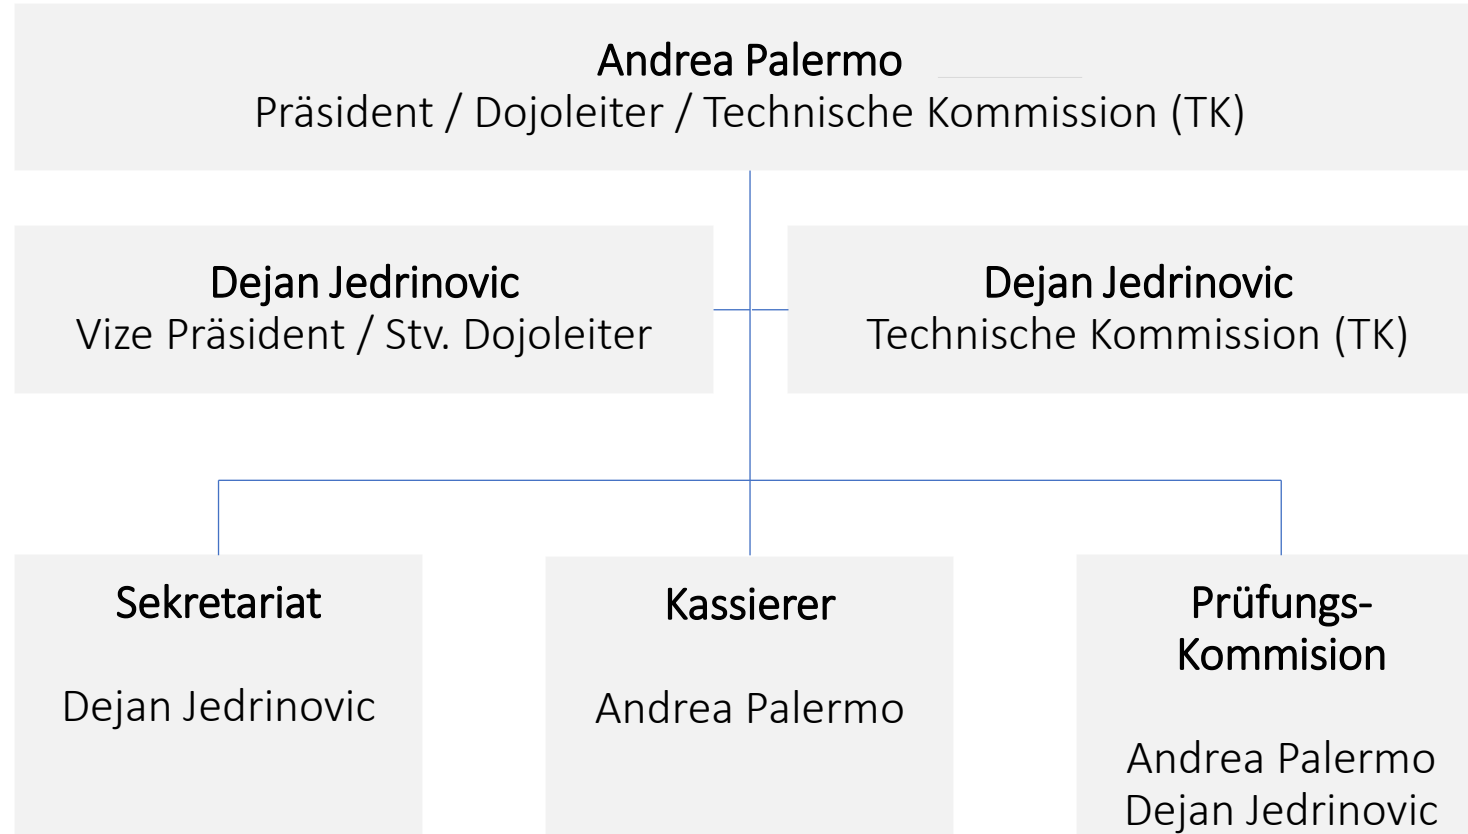 Andrea Palermo
Präsident / Dojoleiter / Technische Kommission (TK)
Dejan Jedrinovic
Vize Präsident / Stv. Dojoleiter
Dejan Jedrinovic
Technische Kommission (TK)
Sekretariat
Dejan Jedrinovic
Kassierer
Andrea Palermo
Prüfungs-
Kommision
Andrea Palermo
Dejan Jedrinovic